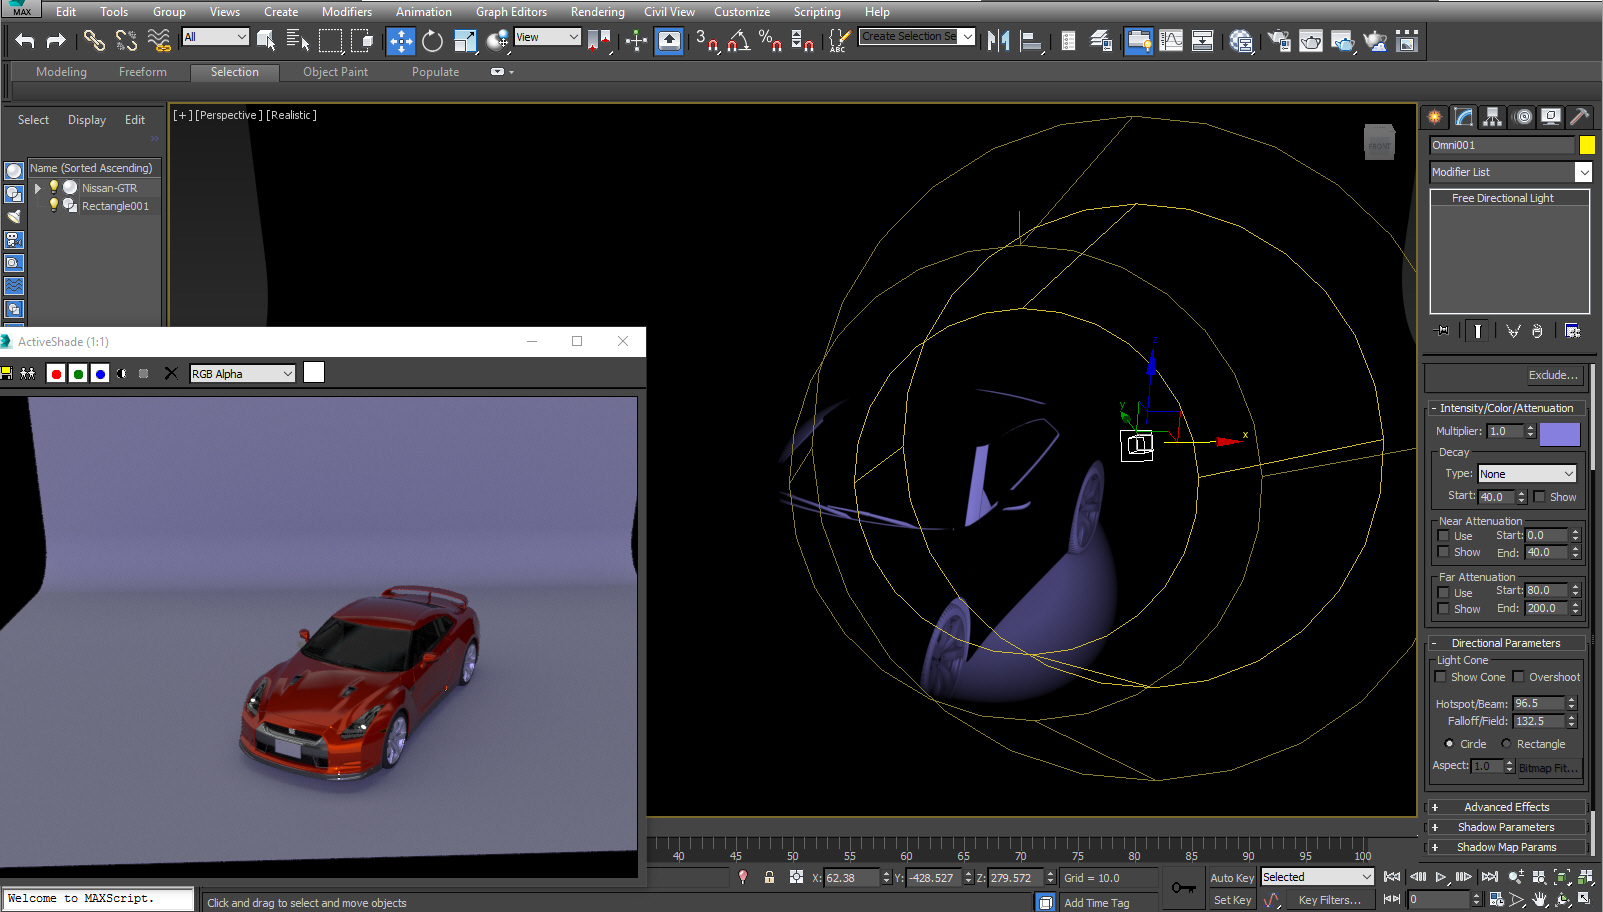 MAX Edit Tools Group Views Create Modifiers Animation Graph Editors Rendering Civil View Customize Scripting Help
All View 3 % ABC Create Selection Se
Modeling Freeform Selection Object Paint Populate
Select Display Edit
Name (Sorted Ascending)
Nissan-GTR
Rectangle001
[+] [Perspective ] [Realistic ]
FRONT
z
y
x
Omni001
Modifier List
Free Directional Light
Exclude...
- Intensity/Color/Attenuation
Multiplier: 1.0
Decay
Type: None
Start: 40.0 Show
Near Attenuation
Use Start: 0.0
Show End: 40.0
Far Attenuation
Use Start: 80.0
Show End: 200.0
- Directional Parameters
Light Cone
Show Cone Overshoot
Hotspot/Beam: 96.5
Falloff/Field: 132.5
Circle Rectangle
Aspect: 1.0 Bitmap Fit...
+ Advanced Effects
+ Shadow Parameters
+ Shadow Map Params
ActiveShade (1:1)
RGB Alpha
40 45 50 55 60 65 70 75 80 85 90 95 100
X: 62.38 Y: -428.527 Z: 279.572 Grid = 10.0 Auto Key Selected
Welcome to MAXScript.
Click and drag to select and move objects
Add Time Tag Set Key Key Filters... 0